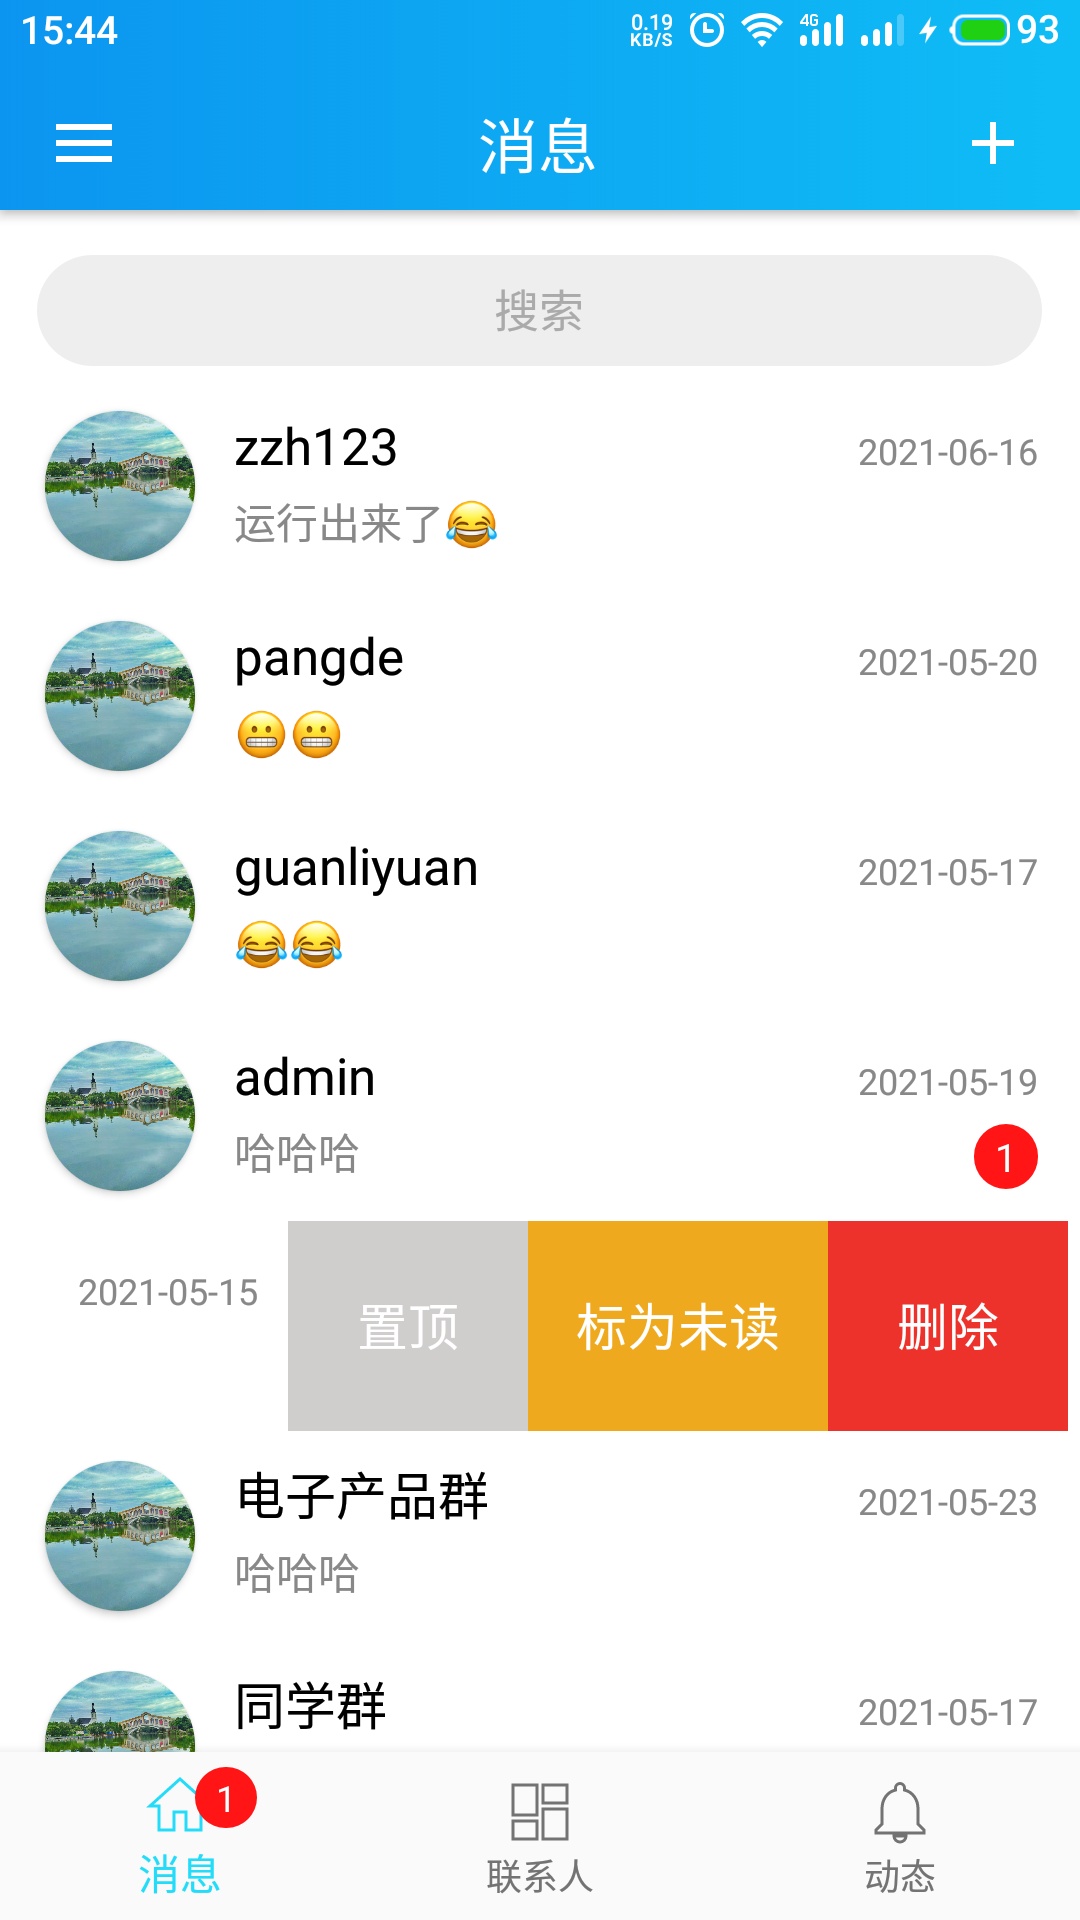 15:44
0.19
KB/S
4G
93
消息
搜索
zzh123
2021-06-16
运行出来了😂
pangde
2021-05-20
😬😬
guanliyuan
2021-05-17
😂😂
admin
2021-05-19
哈哈哈
1
2021-05-15
置顶
标为未读
删除
电子产品群
2021-05-23
哈哈哈
同学群
2021-05-17
1
消息
联系人
动态